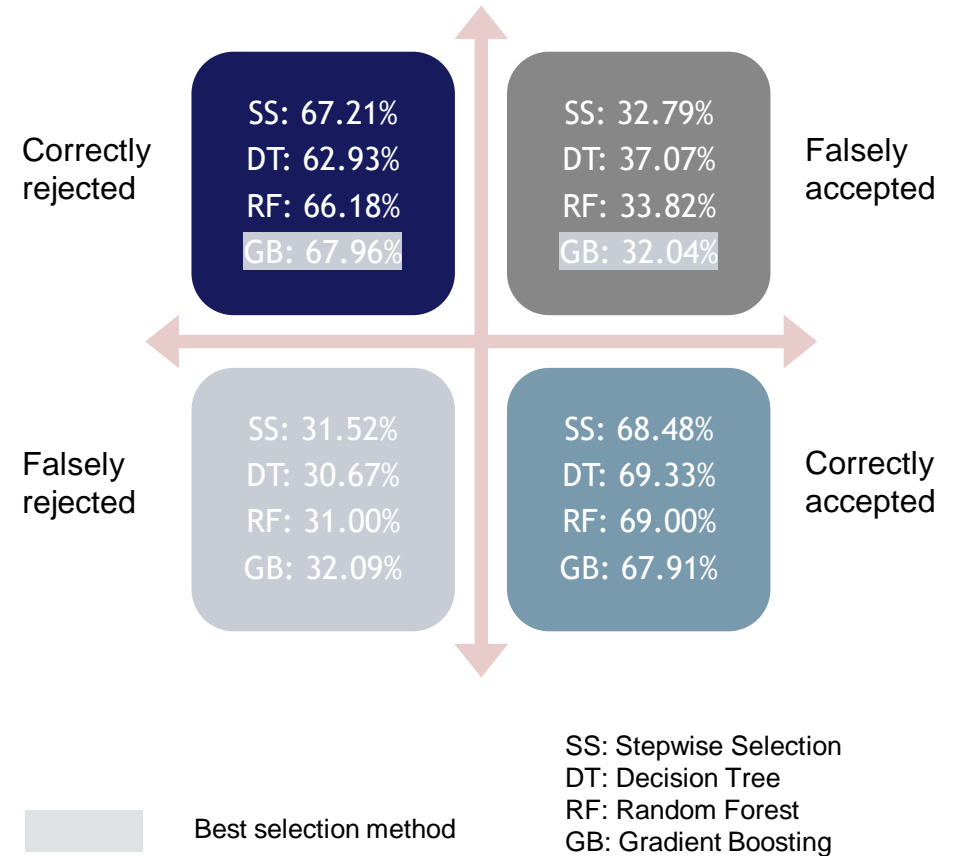 SS: 67.21%
DT: 62.93%
RF: 66.18%
GB: 67.96%
SS: 32.79%
DT: 37.07%
RF: 33.82%
GB: 32.04%
Correctly
rejected
Falsely
accepted
SS: 31.52%
DT: 30.67%
RF: 31.00%
GB: 32.09%
SS: 68.48%
DT: 69.33%
RF: 69.00%
GB: 67.91%
Falsely
rejected
Correctly
accepted
SS: Stepwise Selection
DT: Decision Tree
RF: Random Forest
GB: Gradient Boosting
Best selection method